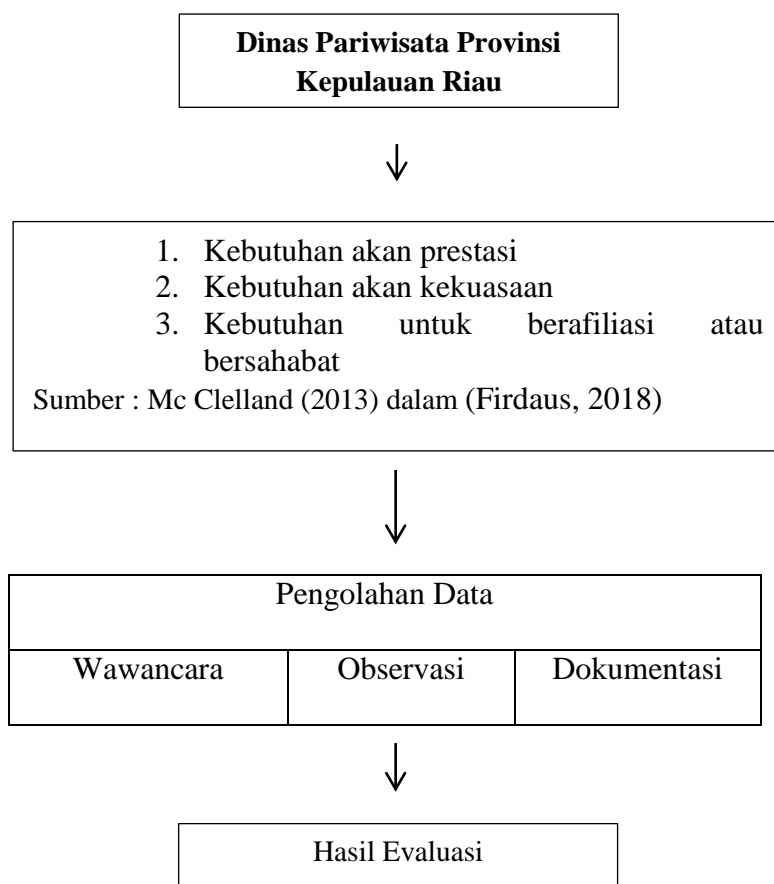 Dinas Pariwisata Provinsi
Kepulauan Riau
1. Kebutuhan akan prestasi
2. Kebutuhan akan kekuasaan
3. Kebutuhan untuk berafiliasi atau
bersahabat
Sumber : Mc Clelland (2013) dalam (Firdaus, 2018)
Pengolahan Data
Wawancara Observasi Dokumentasi
Hasil Evaluasi